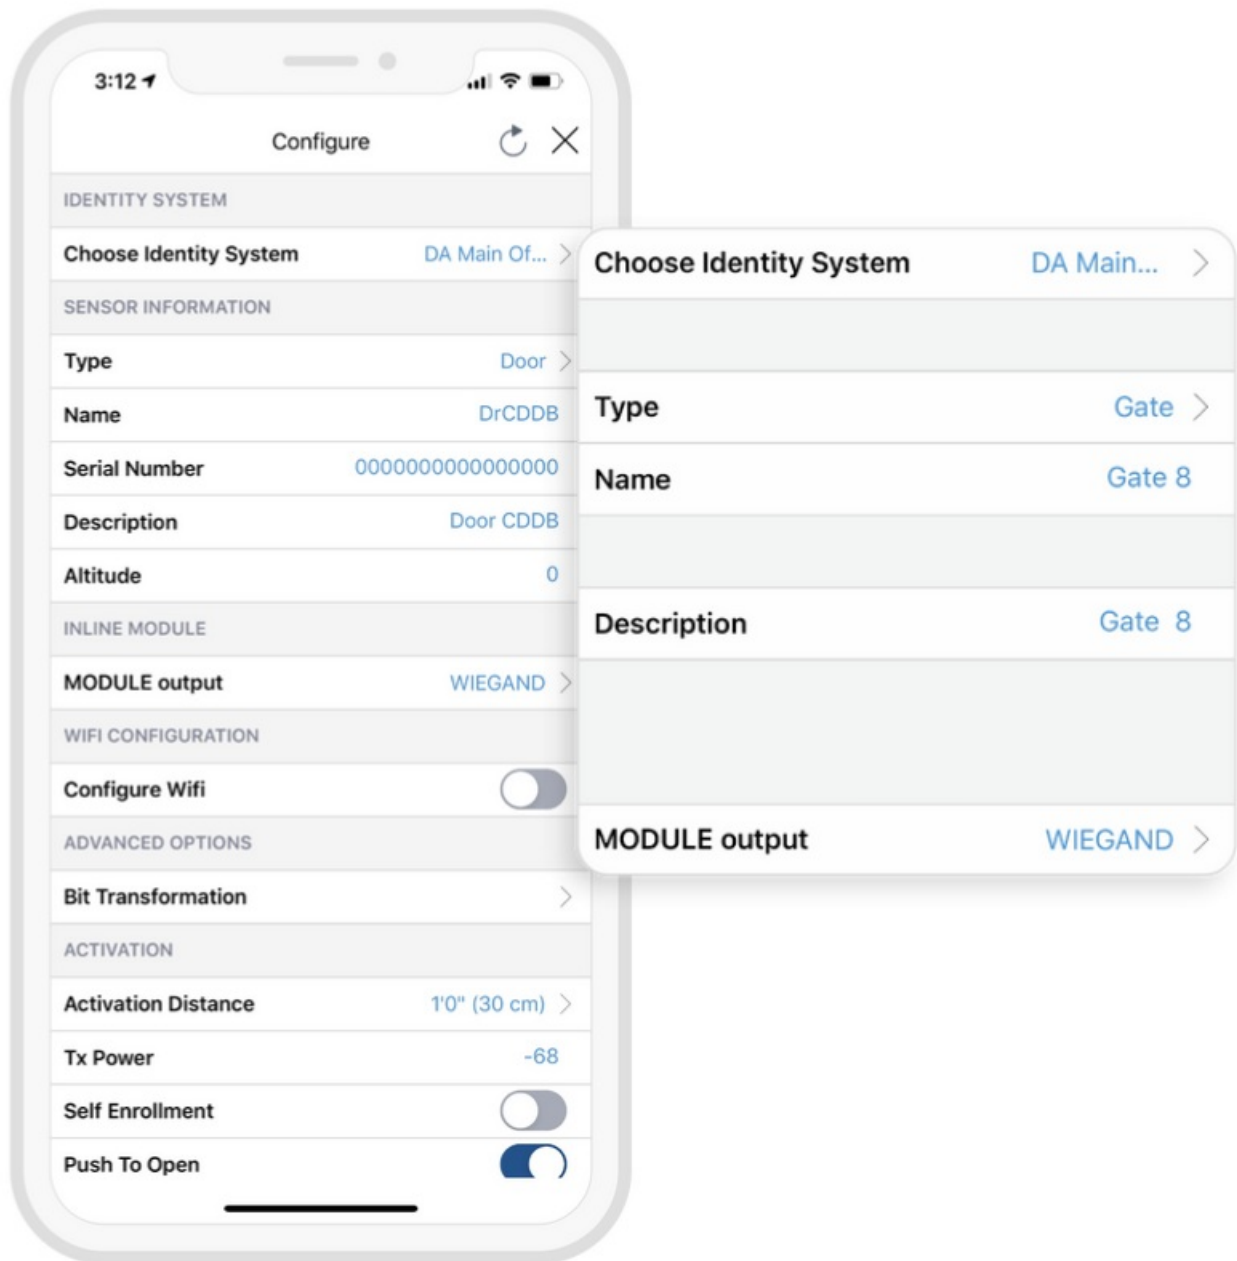 3:12
Configure
IDENTITY SYSTEM
Choose Identity System DA Main Of...
SENSOR INFORMATION
Type Door
Name DrCDDB
Serial Number 0000000000000000
Description Door CDDB
Altitude 0
INLINE MODULE
MODULE output WIEGAND
WIFI CONFIGURATION
Configure Wifi
ADVANCED OPTIONS
Bit Transformation
ACTIVATION
Activation Distance 1'0" (30 cm)
Tx Power -68
Self Enrollment
Push To Open
Choose Identity System DA Main...
Type Gate
Name Gate 8
Description Gate 8
MODULE output WIEGAND